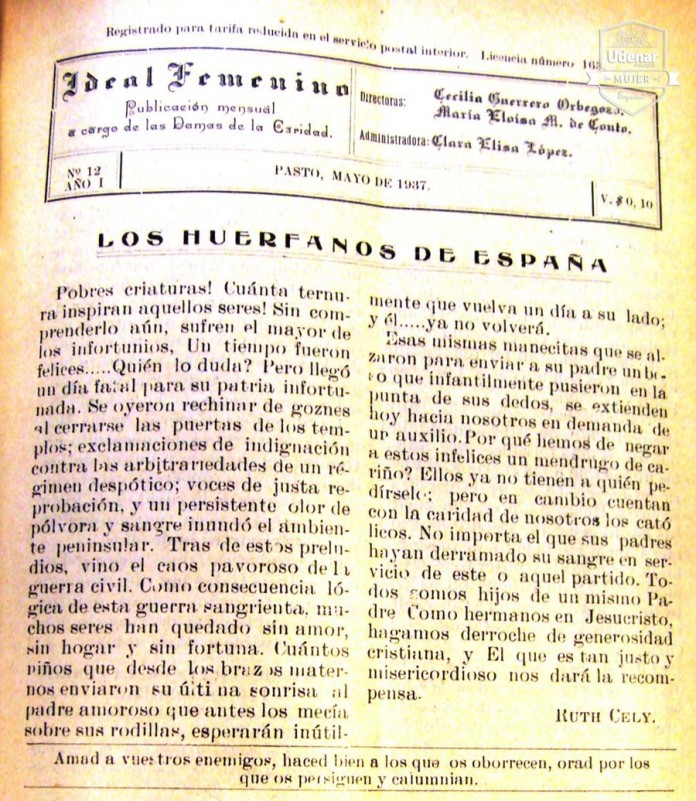 Registrado para tarifa reducida en el servicio postal interior. Licencia número 163
Udenar
MUJER
Ideal Femenino
Publicación mensual
a cargo de las Damas de la Caridad.
Directoras: Cecilia Guerrero Orbegozo.
María Eloísa M. de Couto.
Administradora: Clara Elisa López.
Nº 12
AÑO I
PASTO, MAYO DE 1937.
V. $0,10
LOS HUERFANOS DE ESPAÑA
Pobres criaturas! Cuánta ternu-
ra inspiran aquellos seres! Sin com-
prenderlo aún, sufren el mayor de
los infortunios, Un tiempo fueron
felices.....Quién lo duda? Pero llegó
un día fatal para su patria infortu-
nada. Se oyeron rechinar de goznes
al cerrarse las puertas de los tem-
plos; exclamaciones de indignación
contra las arbitrariedades de un ré-
gimen despótico; voces de justa re-
probación, y un persistente olor de
pólvora y sangre inundó el ambien-
te peninsular. Tras de estos prelu-
dios, vino el caos pavoroso de la
guerra civil. Como consecuencia ló-
gica de esta guerra sangrienta, mu-
chos seres han quedado sin amor,
sin hogar y sin fortuna. Cuántos
niños que desde los brazos mater-
nos enviaron su última sonrisa al
padre amoroso que antes los mecía
sobre sus rodillas, esperarán inútil-
mente que vuelva un día a su lado;
y él.....ya no volverá.
Esas mismas manecitas que se al-
zaron para enviar a su padre un be-
so que infantilmente pusieron en la
punta de sus dedos, se extienden
hoy hacia nosotros en demanda de
un auxilio. Por qué hemos de negar
a estos infelices un mendrugo de ca-
riño? Ellos ya no tienen a quién pe-
dírselo; pero en cambio cuentan
con la caridad de nosotros los cató
licos. No importa el que sus padres
hayan derramado su sangre en ser-
vicio de este o aquel partido. To-
dos somos hijos de un mismo Pa-
dre Como hermanos en Jesucristo,
hagamos derroche de generosidad
cristiana, y El que es tan justo y
misericordioso nos dará la recom-
pensa.
RUTH CELY.
Amad a vuestros enemigos, haced bien a los que os oborrecen, orad por los
que os persiguen y calumnian.